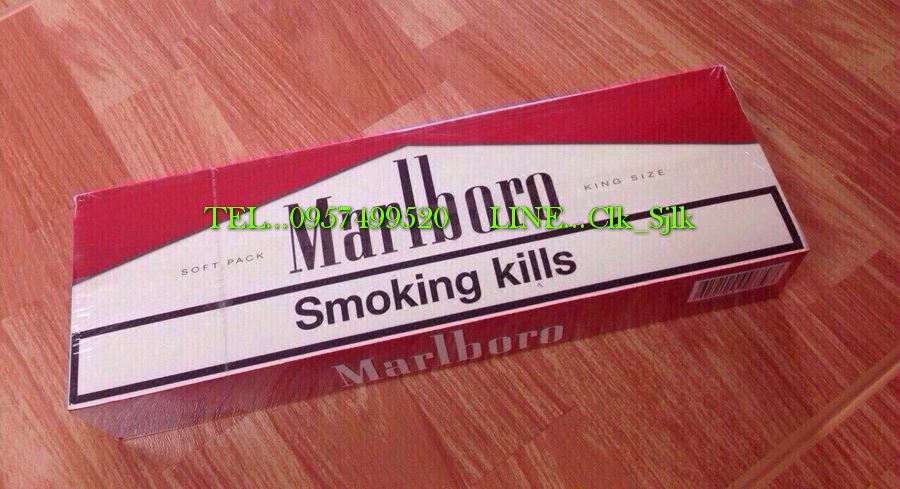 KING SIZE
Marlboro
TEL...0957499520 LINE...Clk_Sjlk
SOFT PACK
Smoking kills
Marlboro